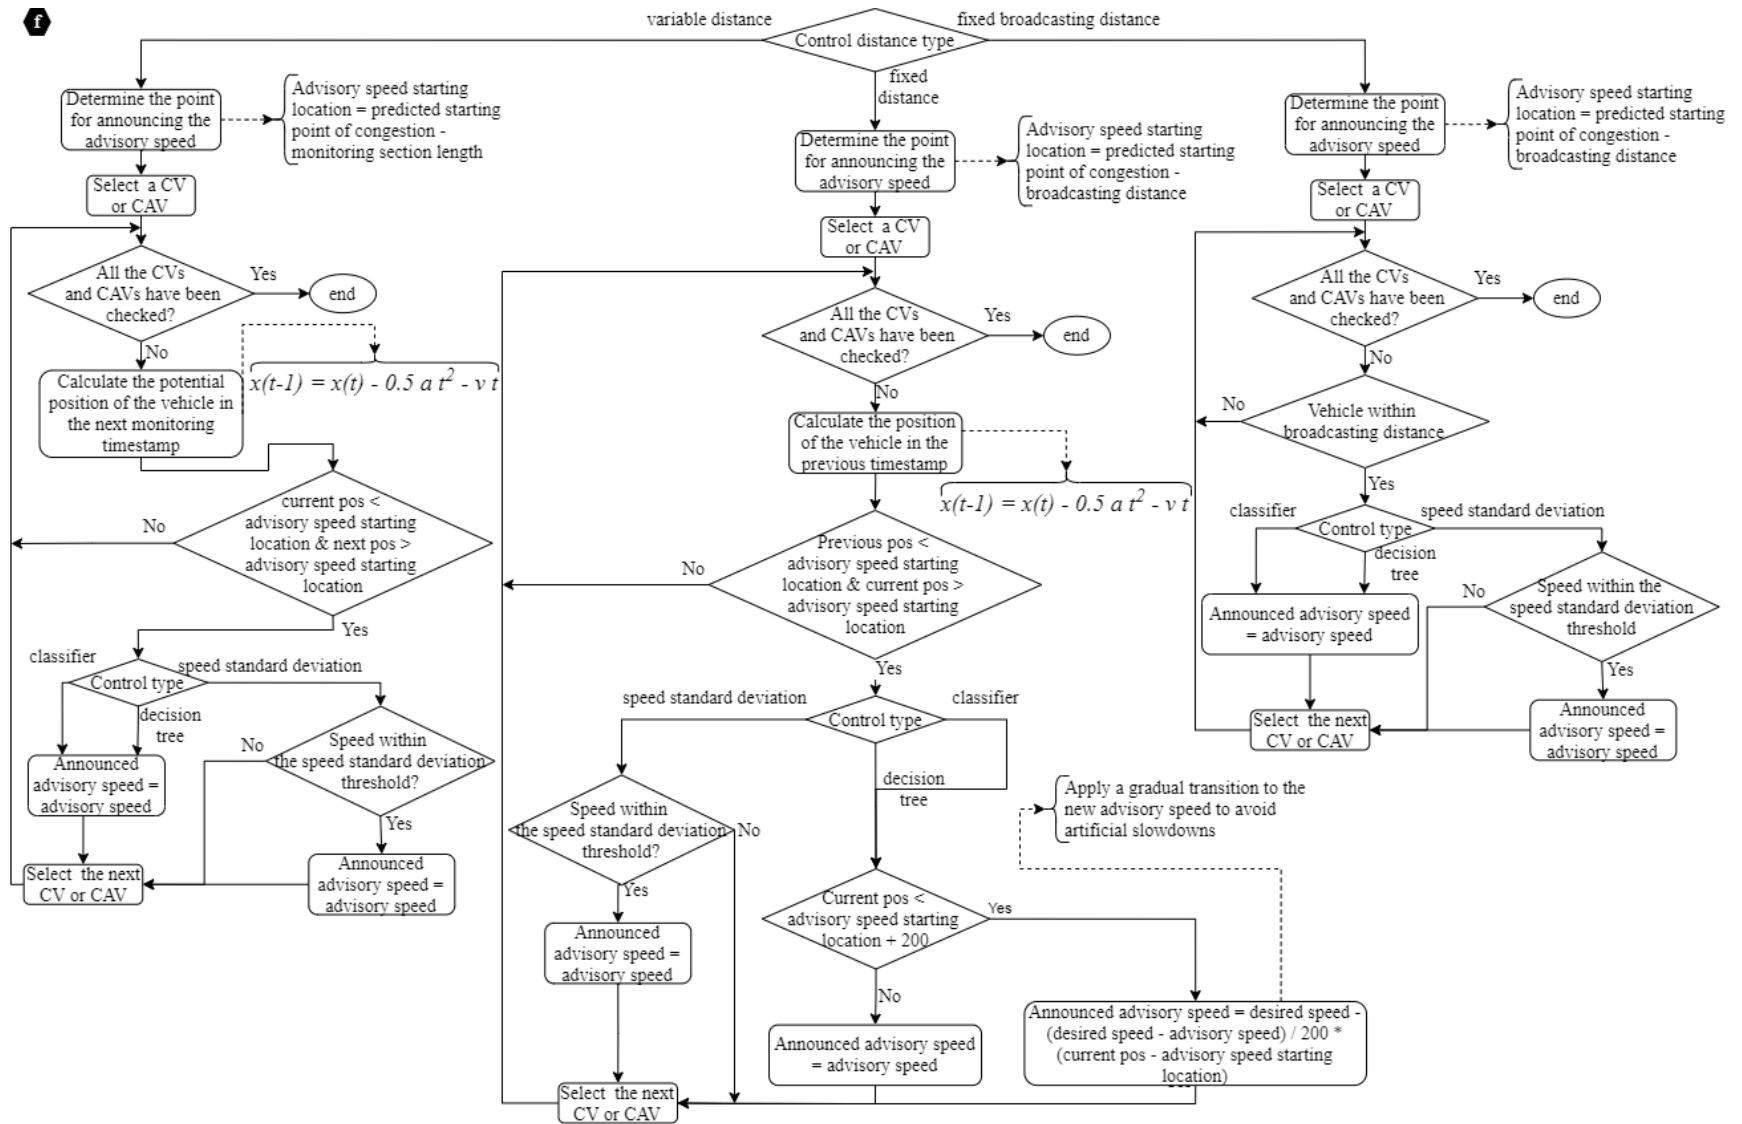 f
variable distance
Control distance type
fixed broadcasting distance
fixed
distance
Determine the point
for announcing the
advisory speed
Advisory speed starting
location = predicted starting
point of congestion -
monitoring section length
Select a CV
or CAV
All the CVs
and CAVs have been
checked?
Yes
end
No
Calculate the potential
position of the vehicle in
the next monitoring
timestamp
x(t-1) = x(t) - 0.5 a t² - v t
current pos <
advisory speed starting
location & next pos >
advisory speed starting
location
No
Yes
classifier
Control type
speed standard deviation
decision
tree
Announced
advisory speed =
advisory speed
No
Speed within
the speed standard deviation
threshold?
Yes
Announced
advisory speed =
advisory speed
Select the next
CV or CAV
Determine the point
for announcing the
advisory speed
Advisory speed starting
location = predicted starting
point of congestion -
broadcasting distance
Select a CV
or CAV
All the CVs
and CAVs have been
checked?
Yes
end
No
Calculate the position
of the vehicle in the
previous timestamp
x(t-1) = x(t) - 0.5 a t² - v t
Previous pos <
advisory speed starting
location & current pos >
advisory speed starting
location
No
Yes
speed standard deviation
Control type
classifier
decision
tree
Speed within
the speed standard deviation
threshold?
No
Yes
Announced
advisory speed =
advisory speed
Apply a gradual transition to the
new advisory speed to avoid
artificial slowdowns
Current pos <
advisory speed starting
location + 200
Yes
No
Announced advisory speed
= advisory speed
Announced advisory speed = desired speed -
(desired speed - advisory speed) / 200 *
(current pos - advisory speed starting
location)
Select the next
CV or CAV
Determine the point
for announcing the
advisory speed
Advisory speed starting
location = predicted starting
point of congestion -
broadcasting distance
Select a CV
or CAV
All the CVs
and CAVs have been
checked?
Yes
end
No
Vehicle within
broadcasting distance
No
Yes
classifier
Control type
speed standard deviation
decision
tree
Announced advisory speed
= advisory speed
No
Speed within the
speed standard deviation
threshold
Yes
Announced
advisory speed =
advisory speed
Select the next
CV or CAV